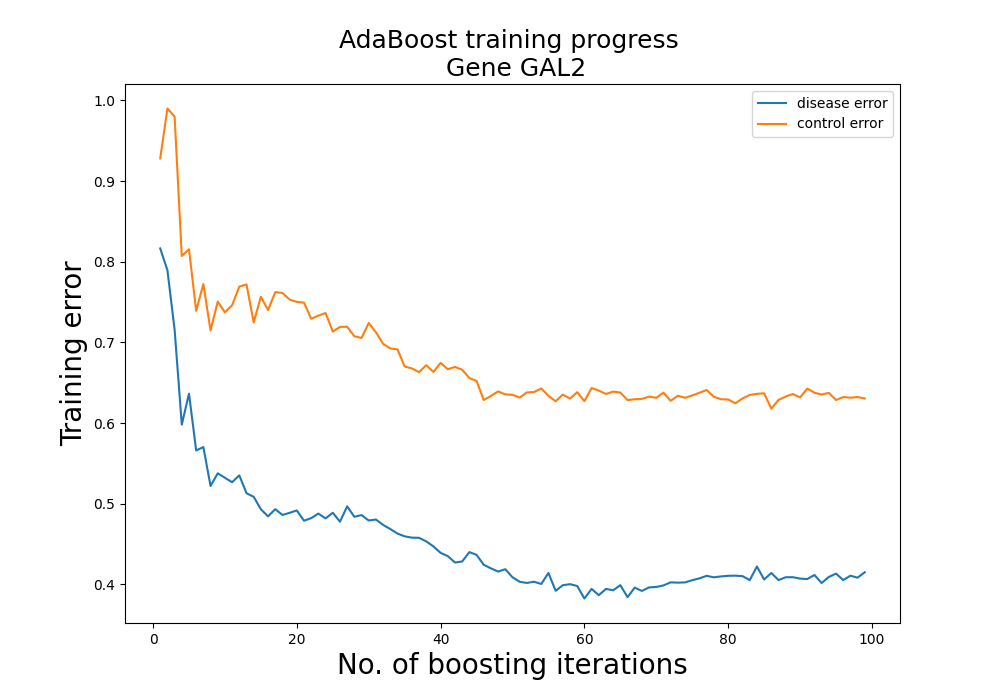 AdaBoost training progress
Gene GAL2
disease error
control error
Training error
1.0
0.9
0.8
0.7
0.6
0.5
0.4
0 20 40 60 80 100
No. of boosting iterations